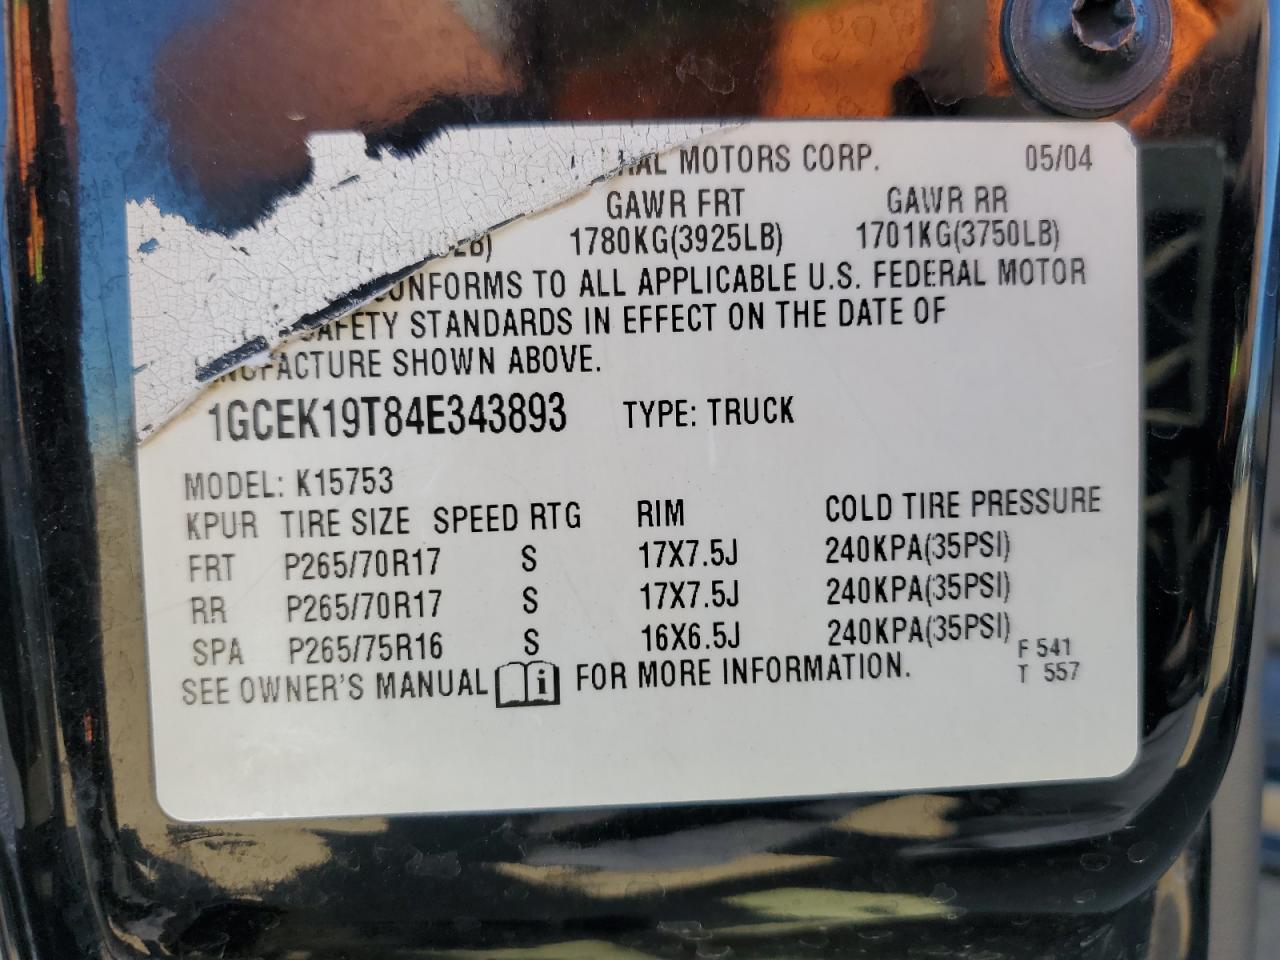 MOTORS CORP. 05/04
GAWR FRT GAWR RR
1780KG(3925LB) 1701KG(3750LB)
CONFORMS TO ALL APPLICABLE U.S. FEDERAL MOTOR
SAFETY STANDARDS IN EFFECT ON THE DATE OF
SHOWN ABOVE.
1GCEK19T84E343893 TYPE: TRUCK
MODEL: K15753
KPUR TIRE SIZE SPEED RTG RIM COLD TIRE PRESSURE
FRT P265/70R17 S 17X7.5J 240KPA(35PSI)
RR P265/70R17 S 17X7.5J 240KPA(35PSI)
SPA P265/75R16 S 16X6.5J 240KPA(35PSI)
F 541
T 557
SEE OWNER'S MANUAL i FOR MORE INFORMATION.